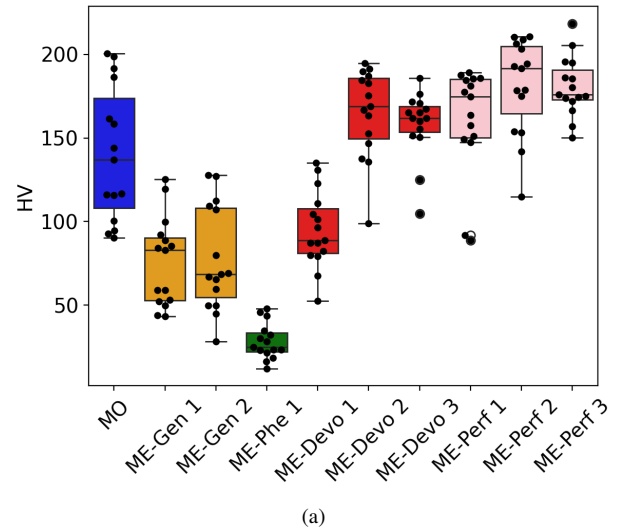 200
150
100
50
HV
MO
ME-Gen 1
ME-Gen 2
ME-Phe 1
ME-Devo 1
ME-Devo 2
ME-Devo 3
ME-Perf 1
ME-Perf 2
ME-Perf 3
(a)